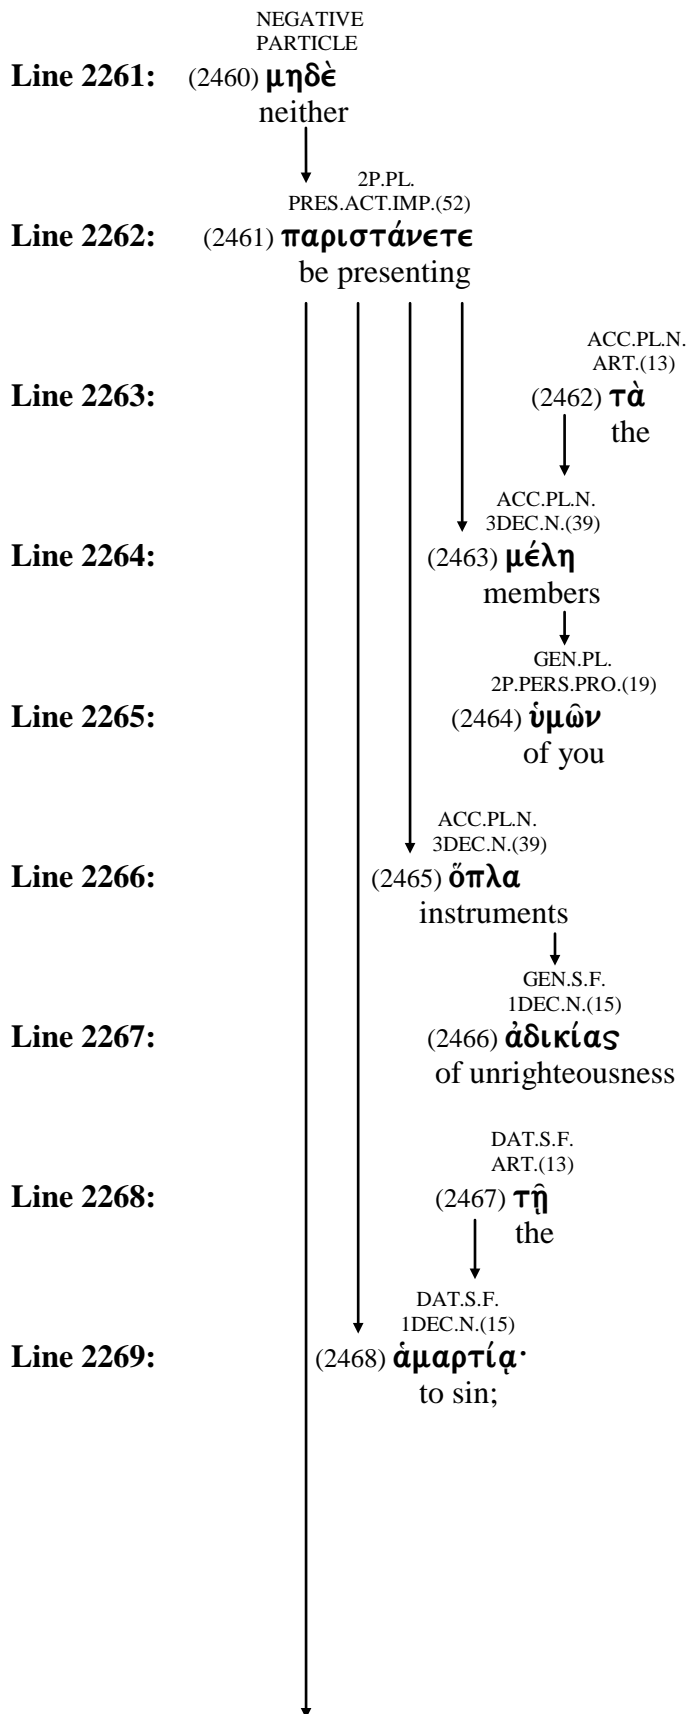 NEGATIVE
PARTICLE
Line 2261: (2460) μηδὲ
neither
2P.PL.
PRES.ACT.IMP.(52)
Line 2262: (2461) παριστάνετε
be presenting
ACC.PL.N.
ART.(13)
Line 2263: (2462) τὰ
the
ACC.PL.N.
3DEC.N.(39)
Line 2264: (2463) μέλη
members
GEN.PL.
2P.PERS.PRO.(19)
Line 2265: (2464) ὑμῶν
of you
ACC.PL.N.
3DEC.N.(39)
Line 2266: (2465) ὅπλα
instruments
GEN.S.F.
1DEC.N.(15)
Line 2267: (2466) ἀδικίας
of unrighteousness
DAT.S.F.
ART.(13)
Line 2268: (2467) τῇ
the
DAT.S.F.
1DEC.N.(15)
Line 2269: (2468) ἁμαρτίᾳ·
to sin;